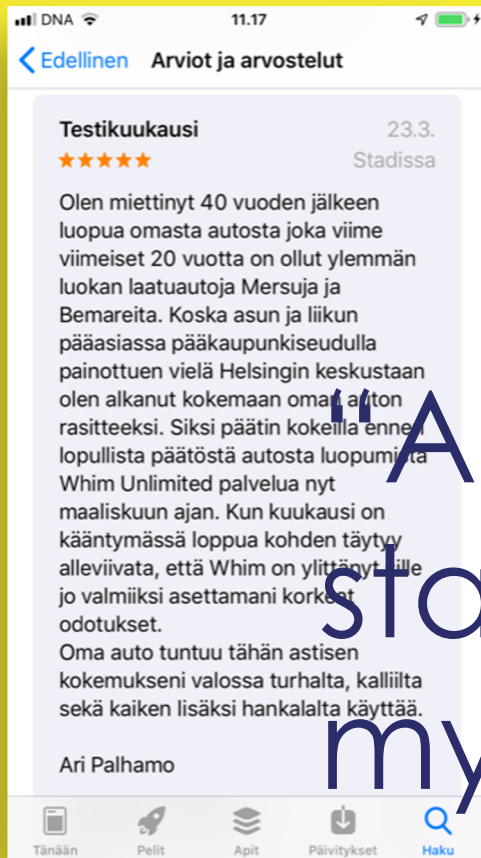 DNA 11.17
Edellinen Arviot ja arvostelut
Testikuukausi 23.3.
★★★★★ Stadissa
Olen miettinyt 40 vuoden jälkeen
luopua omasta autosta joka viime
viimeiset 20 vuotta on ollut ylemmän
luokan laatuautoja Mersuja ja
Bemareita. Koska asun ja liikun
pääasiassa pääkaupunkiseudulla
painottuen vielä Helsingin keskustaan
olen alkanut kokemaan oman auton
rasitteeksi. Siksi päätin kokeilla ennen
lopullista päätöstä autosta luopumista
Whim Unlimited palvelua nyt
maaliskuun ajan. Kun kuukausi on
kääntymässä loppua kohden täytyy
alleviivata, että Whim on ylittänyt sille
jo valmiiksi asettamani korkeat
odotukset.
Oma auto tuntuu tähän astisen
kokemukseni valossa turhalta, kalliilta
sekä kaiken lisäksi hankalalta käyttää.
Ari Palhamo
“A
sta
my
Tänään Pelit Apit Päivitykset Haku